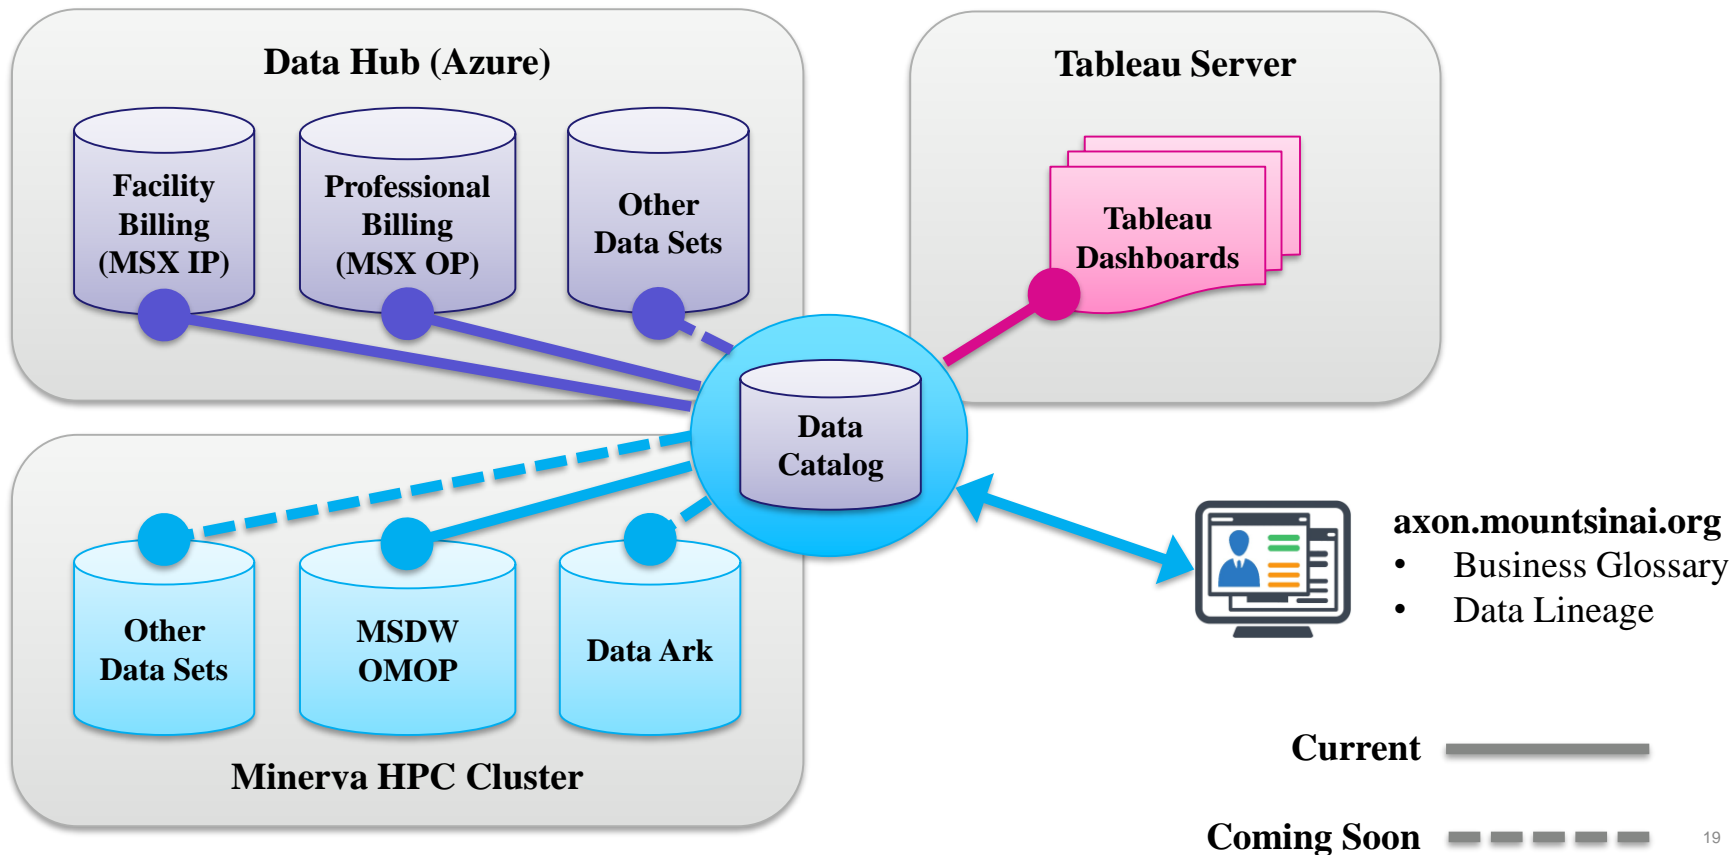 Data Hub (Azure)
Facility
Billing
(MSX IP)
Professional
Billing
(MSX OP)
Other
Data Sets
Tableau Server
Tableau
Dashboards
Data
Catalog
Other
Data Sets
MSDW
OMOP
Data Ark
Minerva HPC Cluster
axon.mountsinai.org
• Business Glossary
• Data Lineage
Current
Coming Soon
19